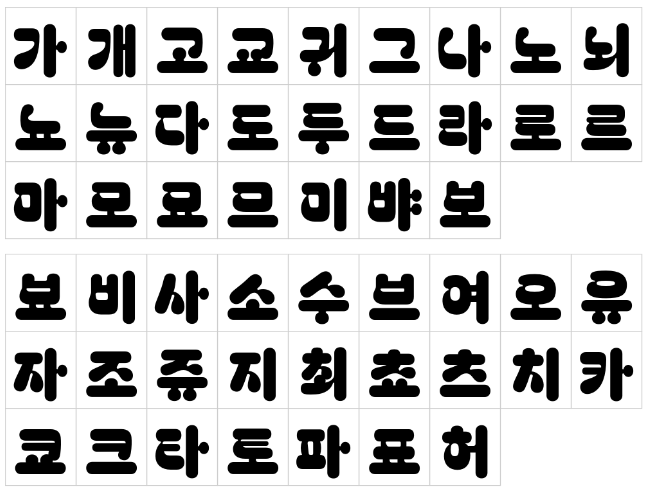 가 개 고 교 귀 그 나 노 뇌
뇨 뉴 다 도 두 드 라 로 르
마 모 묘 므 미 뱌 보
뵤 비 사 소 수 브 여 오 유
자 조 쥬 지 최 쵸 츠 치 카
쿄 크 타 토 파 표 허